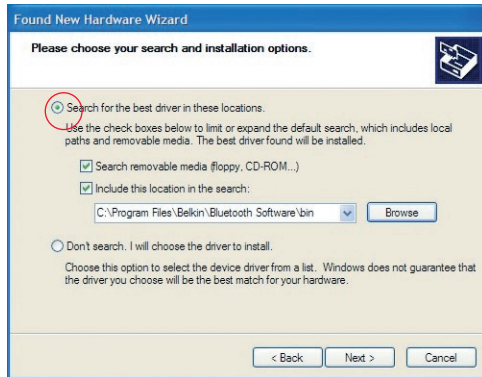 Found New Hardware Wizard
Please choose your search and installation options.
Search for the best driver in these locations.
Use the check boxes below to limit or expand the default search, which includes local
paths and removable media. The best driver found will be installed.
Search removable media (floppy, CD-ROM...)
Include this location in the search:
C:\Program Files\Belkin\Bluetooth Software\bin
Browse
Don't search. I will choose the driver to install.
Choose this option to select the device driver from a list. Windows does not guarantee that
the driver you choose will be the best match for your hardware.
< Back Next > Cancel